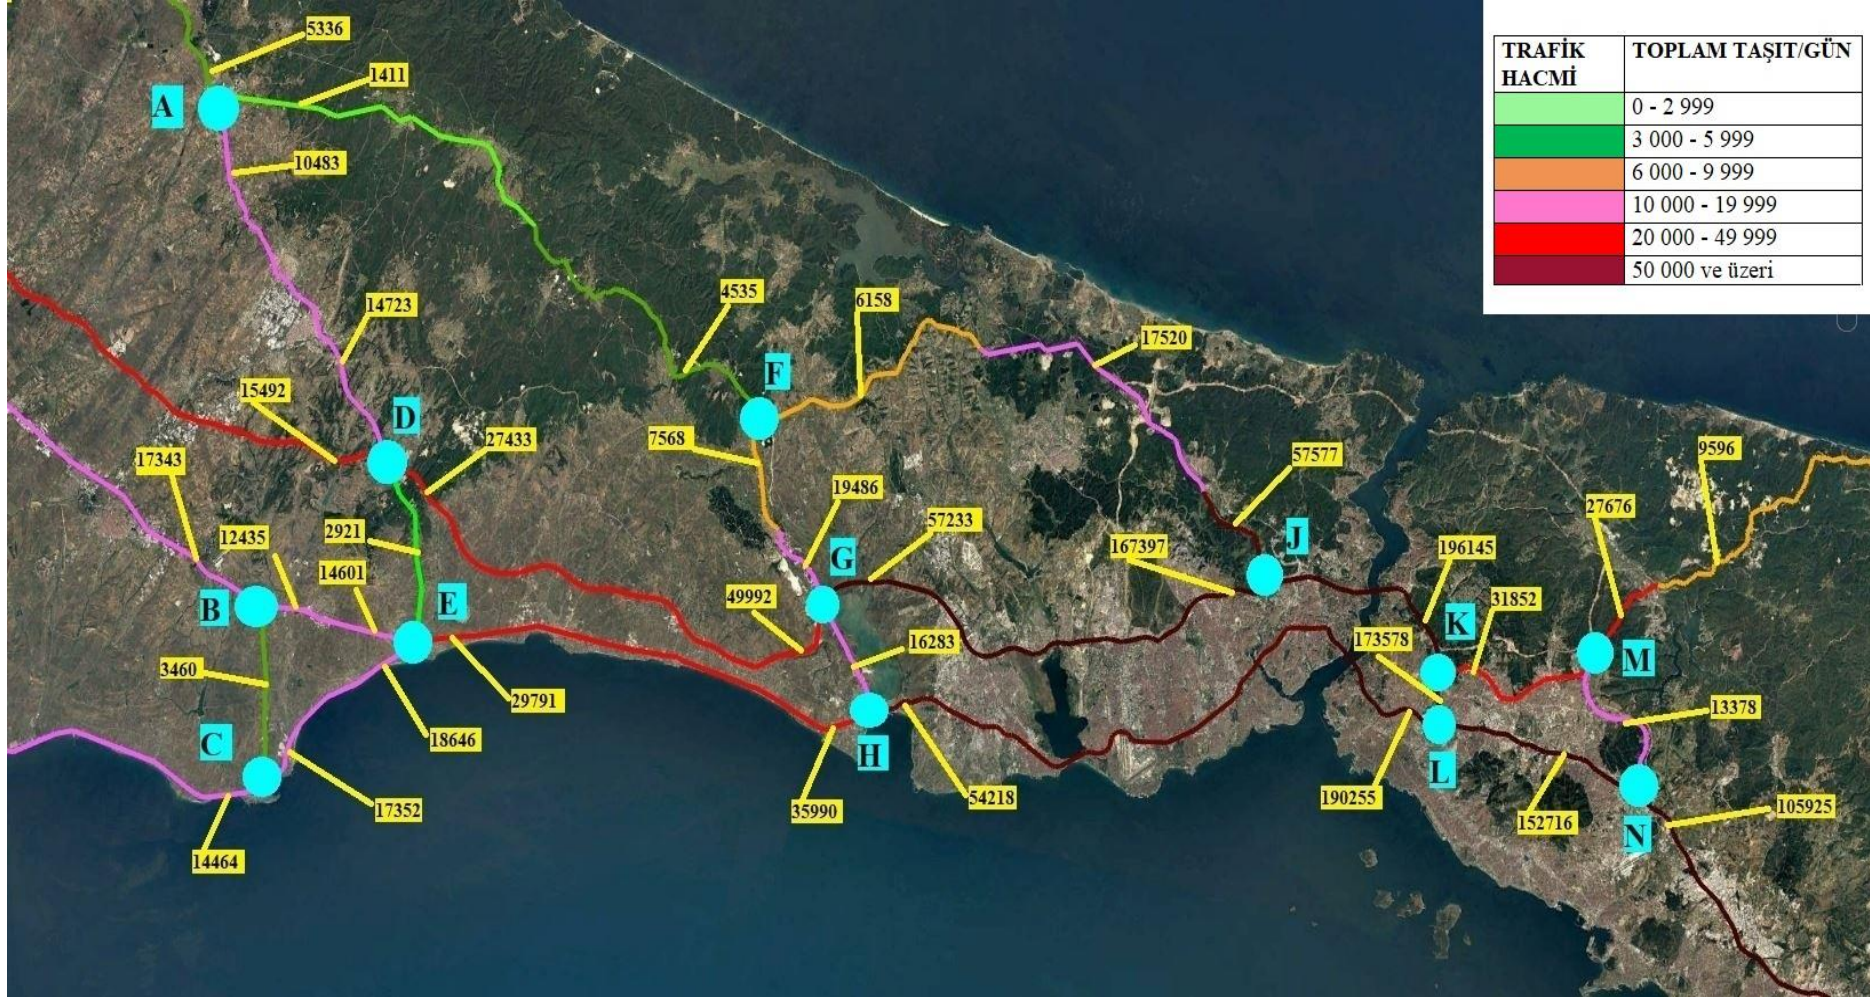 5336
TRAFİK HACMİ
TOPLAM TAŞIT/GÜN
0 - 2 999
3 000 - 5 999
6 000 - 9 999
10 000 - 19 999
20 000 - 49 999
50 000 ve üzeri
1411
A
10483
4535
6158
14723
17520
F
15492
D
27433
7568
57577
9596
17343
19486
27676
12435
2921
57233
J
167397
196145
14601
G
B
E
49992
K
31852
173578
16283
M
3460
29791
13378
18646
C
H
L
17352
35990
54218
190255
152716
N
105925
14464